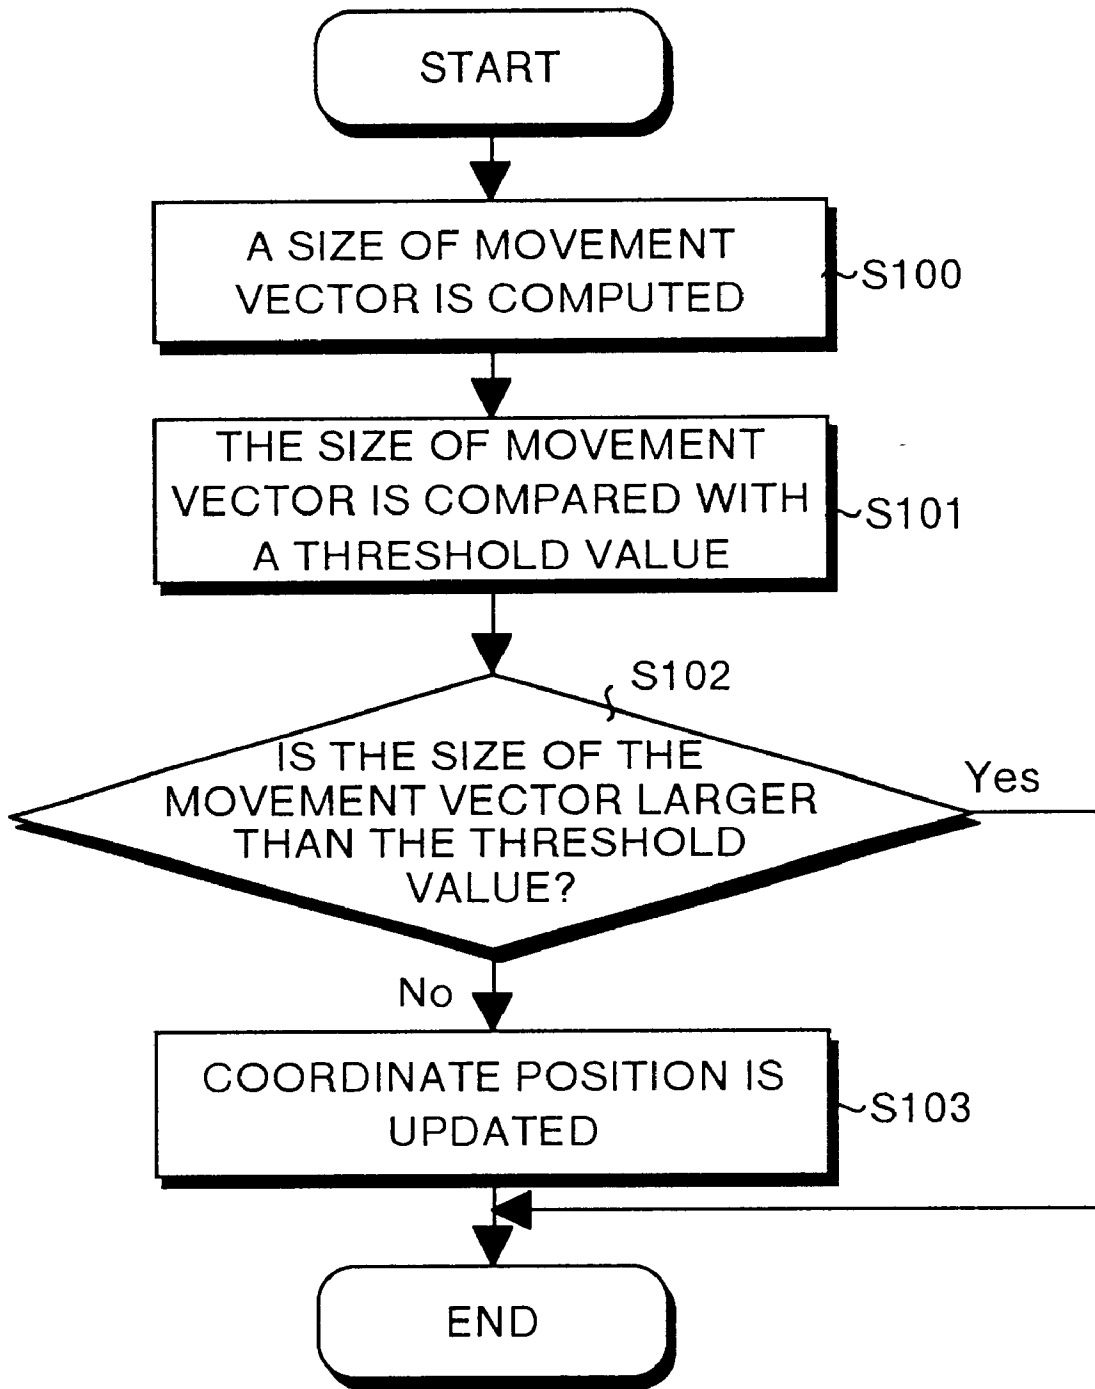 START
A SIZE OF MOVEMENT
VECTOR IS COMPUTED
S100
THE SIZE OF MOVEMENT
VECTOR IS COMPARED WITH
A THRESHOLD VALUE
S101
S102
IS THE SIZE OF THE
MOVEMENT VECTOR LARGER
THAN THE THRESHOLD
VALUE?
Yes
No
COORDINATE POSITION IS
UPDATED
S103
END